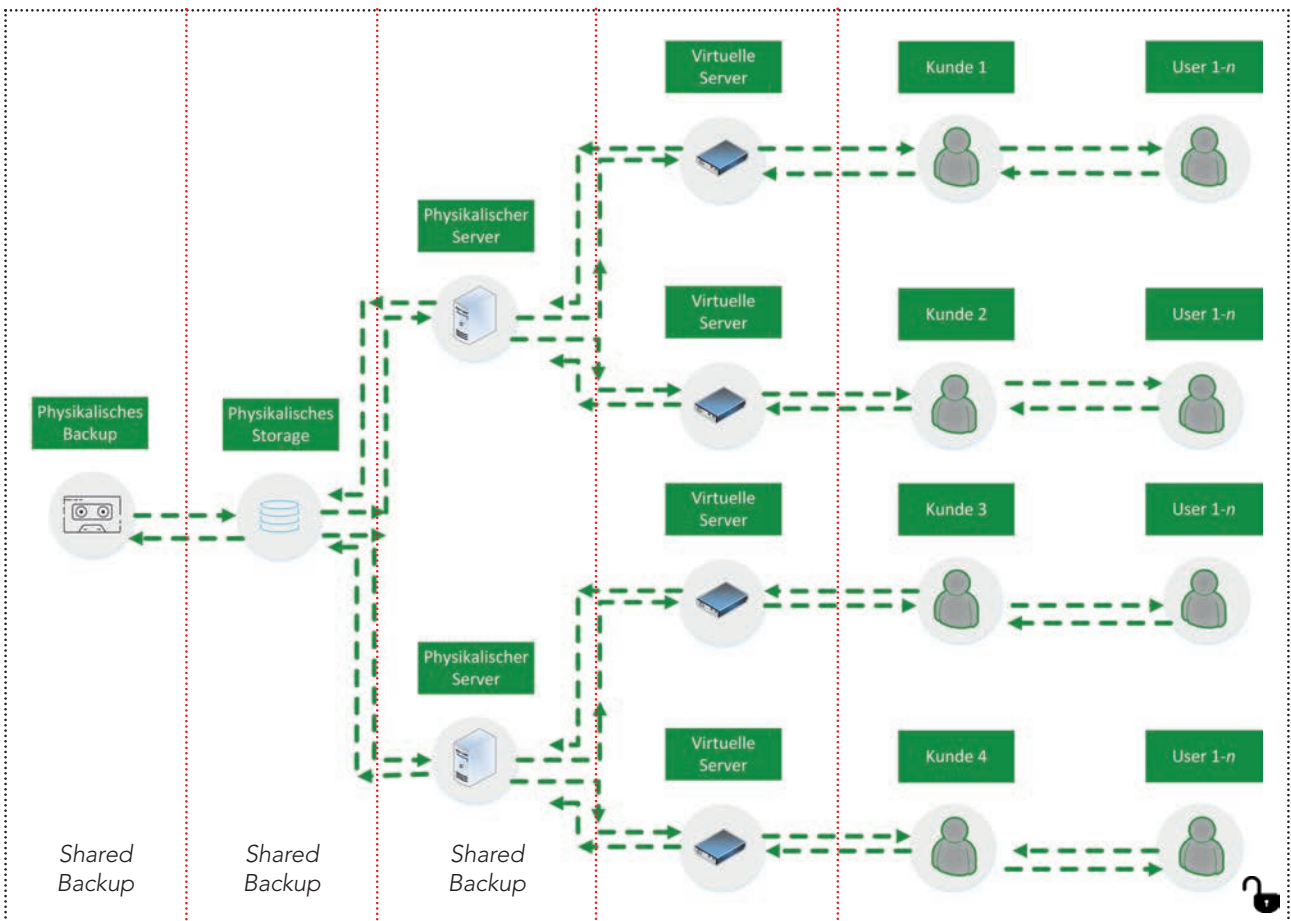 Virtuelle
Server
Kunde 1
User 1-n
Physikalischer
Server
Virtuelle
Server
Kunde 2
User 1-n
Physikalisches
Backup
Physikalisches
Storage
Virtuelle
Server
Kunde 3
User 1-n
Physikalischer
Server
Virtuelle
Server
Kunde 4
User 1-n
Shared
Backup
Shared
Backup
Shared
Backup